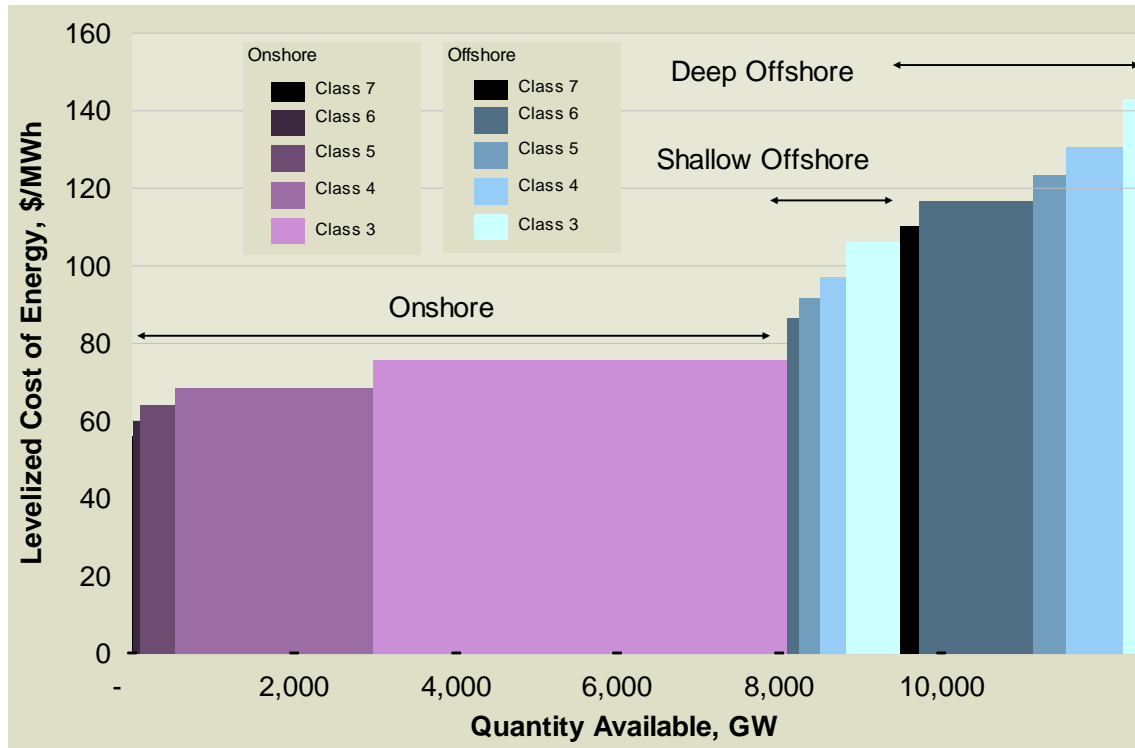 160
140
120
100
80
60
40
20
0
Levelized Cost of Energy, $/MWh
Onshore
Class 7
Class 6
Class 5
Class 4
Class 3
Offshore
Class 7
Class 6
Class 5
Class 4
Class 3
Deep Offshore
Shallow Offshore
Onshore
- 2,000 4,000 6,000 8,000 10,000
Quantity Available, GW